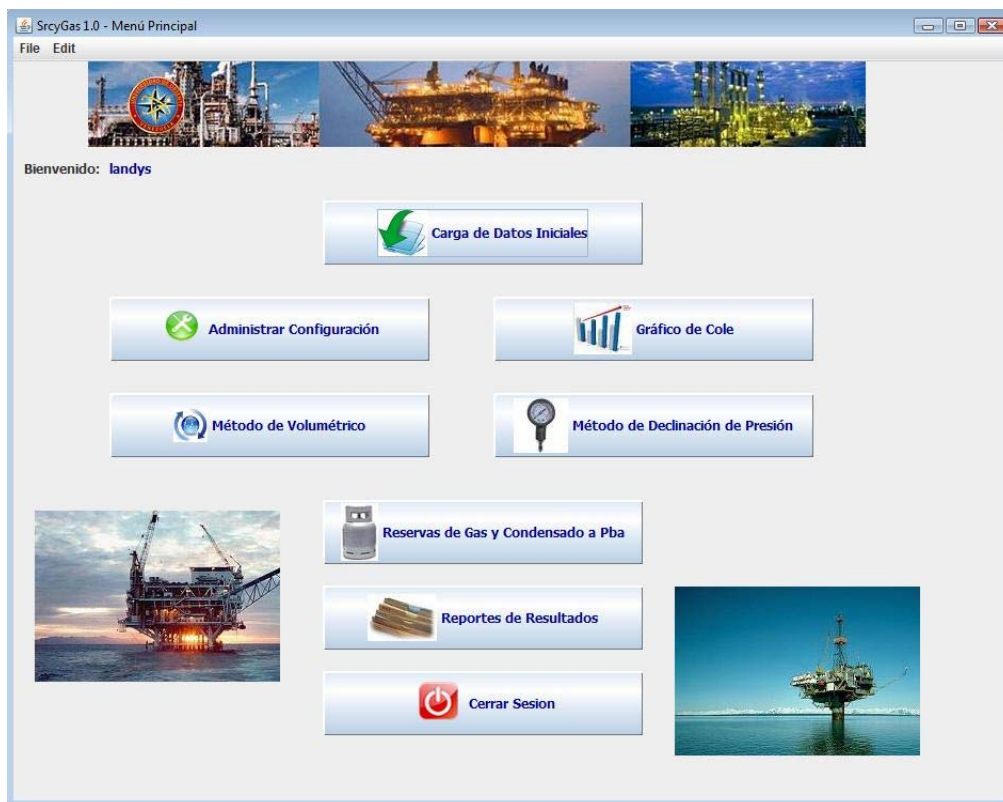 SrcyGas 1.0 - Menú Principal
File Edit
Bienvenido: landys
Carga de Datos Iniciales
Administrar Configuración
Gráfico de Cole
Método de Volumétrico
Método de Declinación de Presión
Reservas de Gas y Condensado a Pba
Reportes de Resultados
Cerrar Sesion